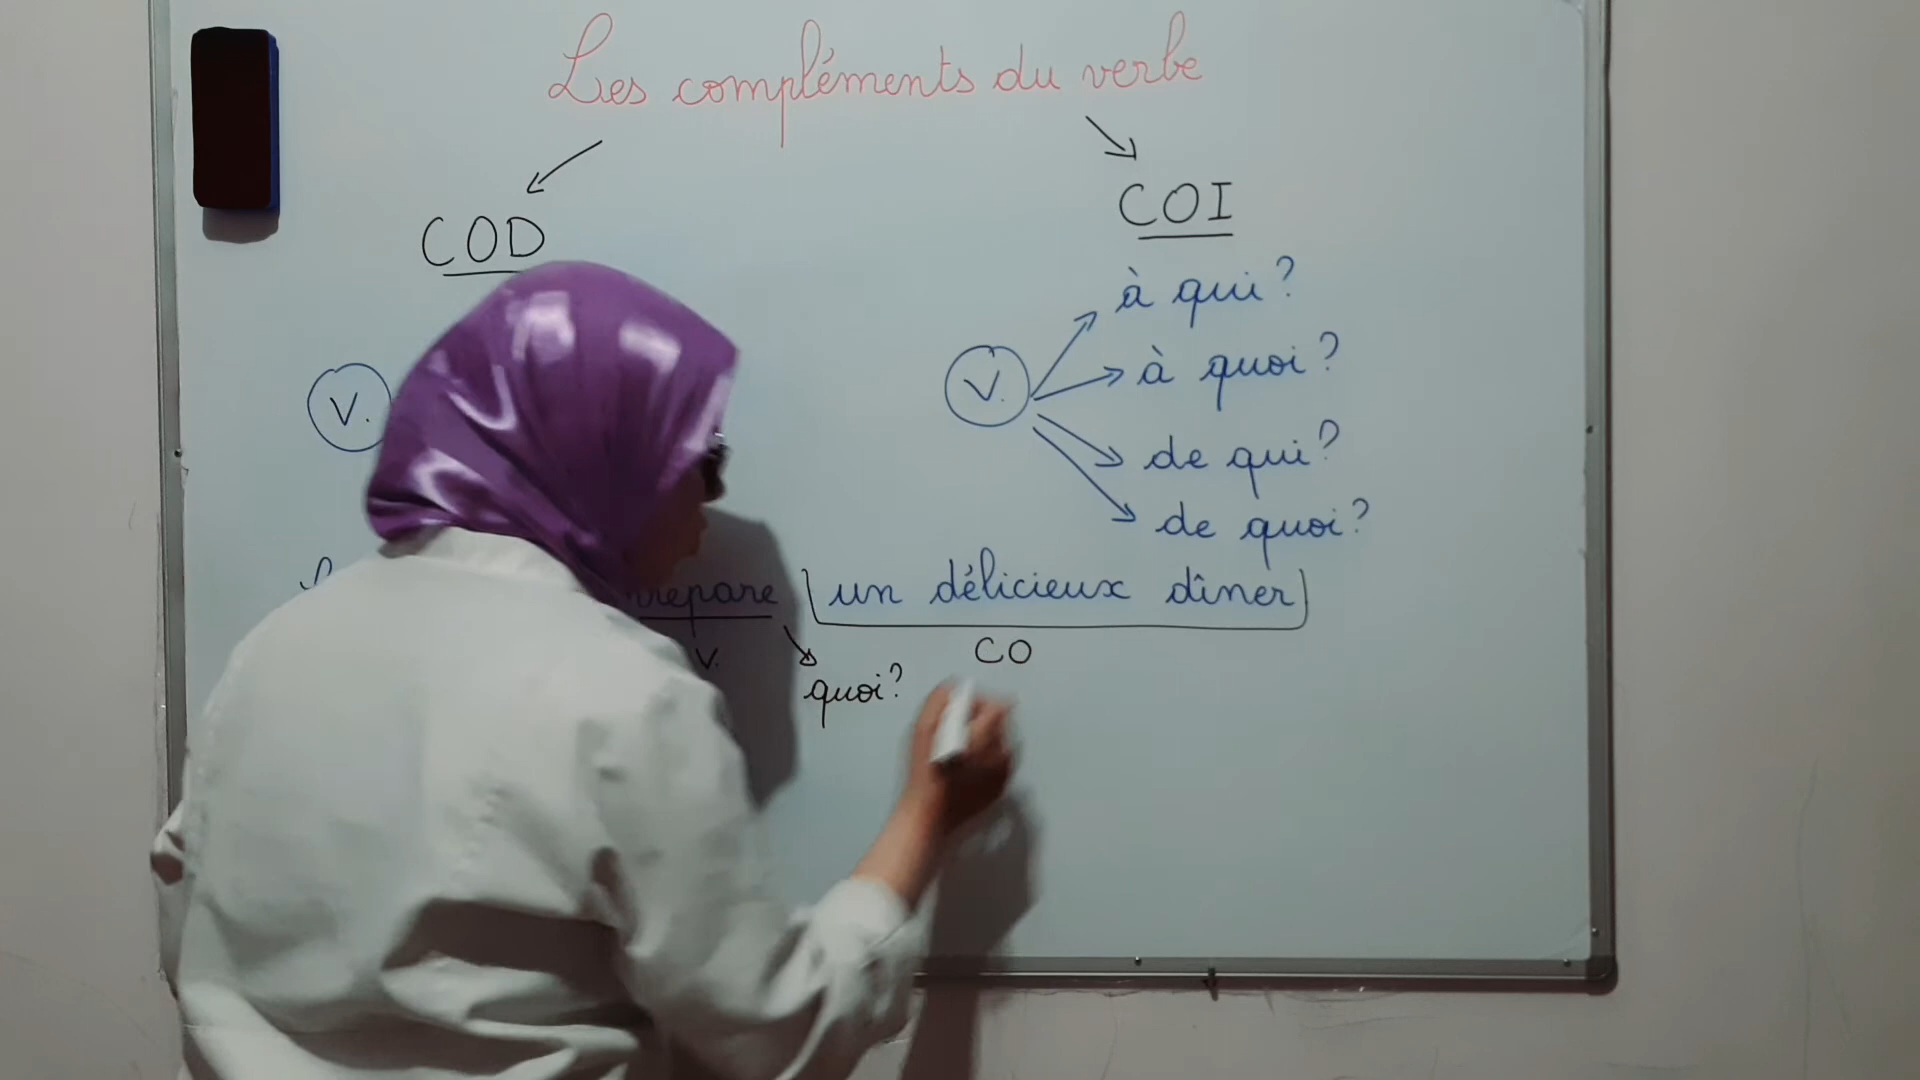 Les compléments du verbe
COD
COI
V.
V.
à qui ?
à quoi ?
de qui ?
de quoi ?
un délicieux dîner
V.
quoi ?
CO